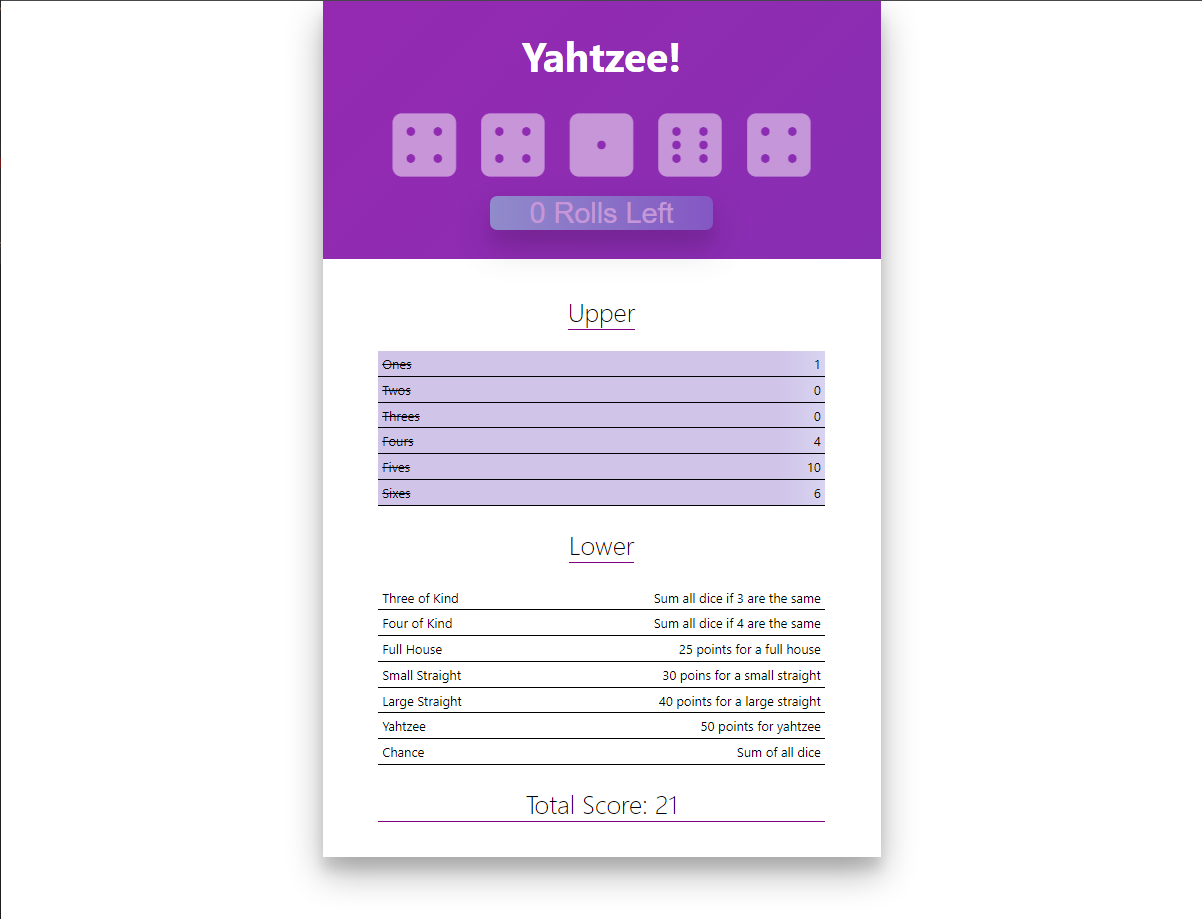 Yahtzee!
0 Rolls Left
Upper
Ones 1
Twos 0
Threes 0
Fours 4
Fives 10
Sixes 6
Lower
Three of Kind Sum all dice if 3 are the same
Four of Kind Sum all dice if 4 are the same
Full House 25 points for a full house
Small Straight 30 poins for a small straight
Large Straight 40 points for a large straight
Yahtzee 50 points for yahtzee
Chance Sum of all dice
Total Score: 21